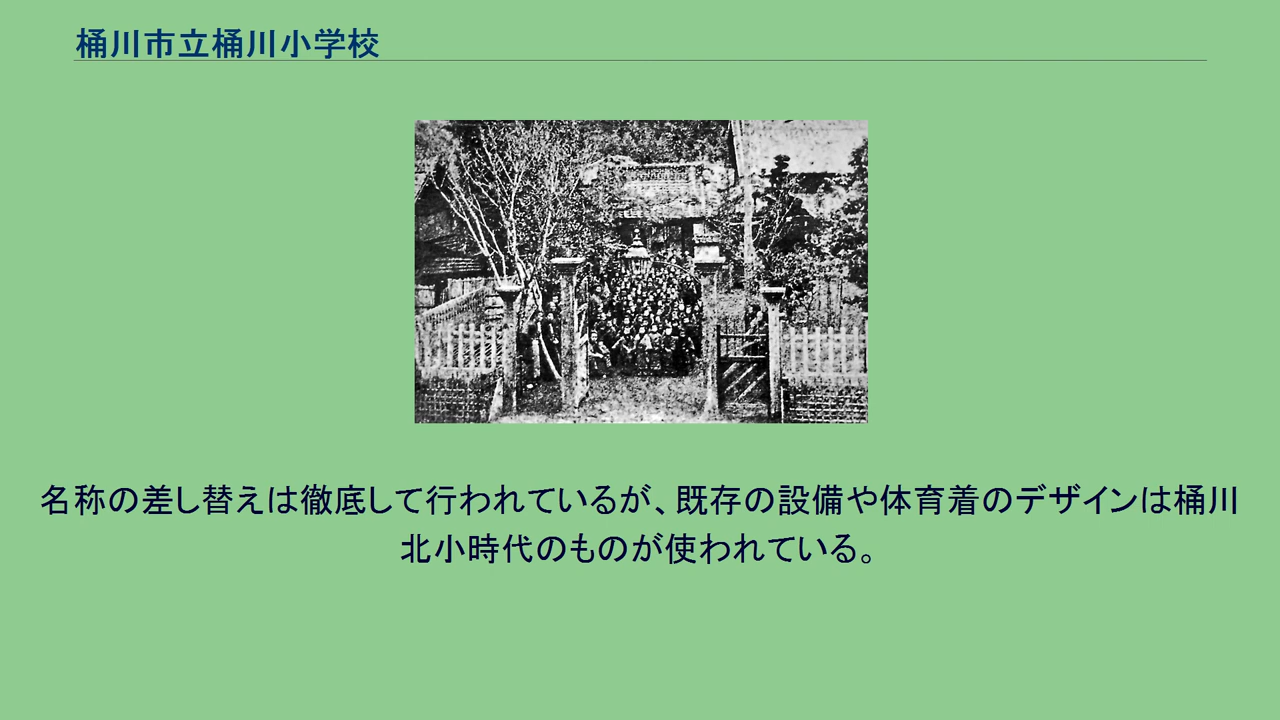 桶川市立桶川小学校
名称の差し替えは徹底して行われているが、既存の設備や体育着のデザインは桶川
北小時代のものが使われている。